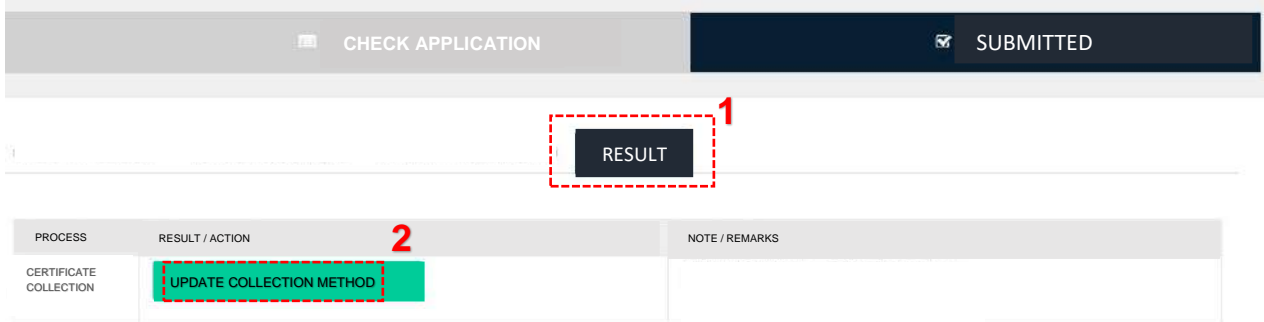 CHECK APPLICATION
SUBMITTED
1
RESULT
PROCESS
RESULT / ACTION
2
NOTE / REMARKS
CERTIFICATE
COLLECTION
UPDATE COLLECTION METHOD